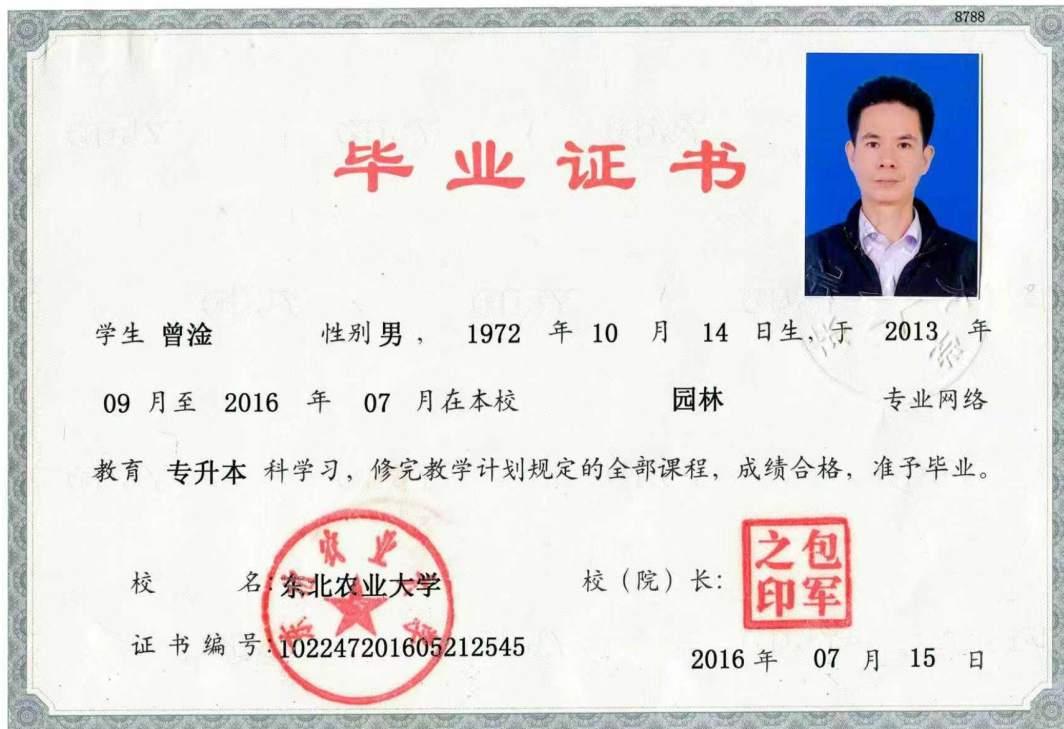 8788
毕业证书
学生 曾淦 性别 男 , 1972 年 10 月 14 日生, 于 2013 年
09 月至 2016 年 07 月在本校 园林 专业网络
教育 专升本 科学习, 修完教学计划规定的全部课程, 成绩合格, 准予毕业。
校 名: 东北农业大学 校（院）长: 包军之印
证书编号: 102247201605212545
2016 年 07 月 15 日